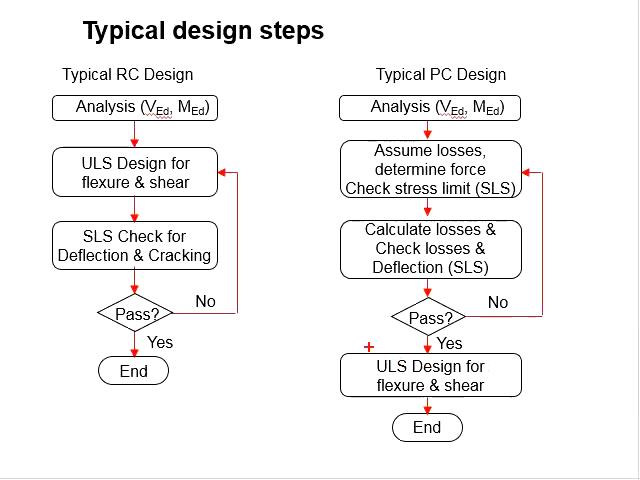 Typical design steps
Typical RC Design
Analysis (VEd, MEd)
ULS Design for
flexure & shear
SLS Check for
Deflection & Cracking
Pass?
No
Yes
End
Typical PC Design
Analysis (VEd, MEd)
Assume losses,
determine force
Check stress limit (SLS)
Calculate losses &
Check losses &
Deflection (SLS)
Pass?
No
Yes
ULS Design for
flexure & shear
End